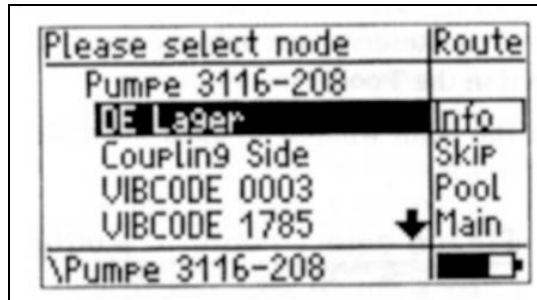 Please select node Route
Pumpe 3116-208
DE Lager Info
Coupling Side Skip
VIBCODE 0003 Pool
VIBCODE 1785 Main
\Pumpe 3116-208